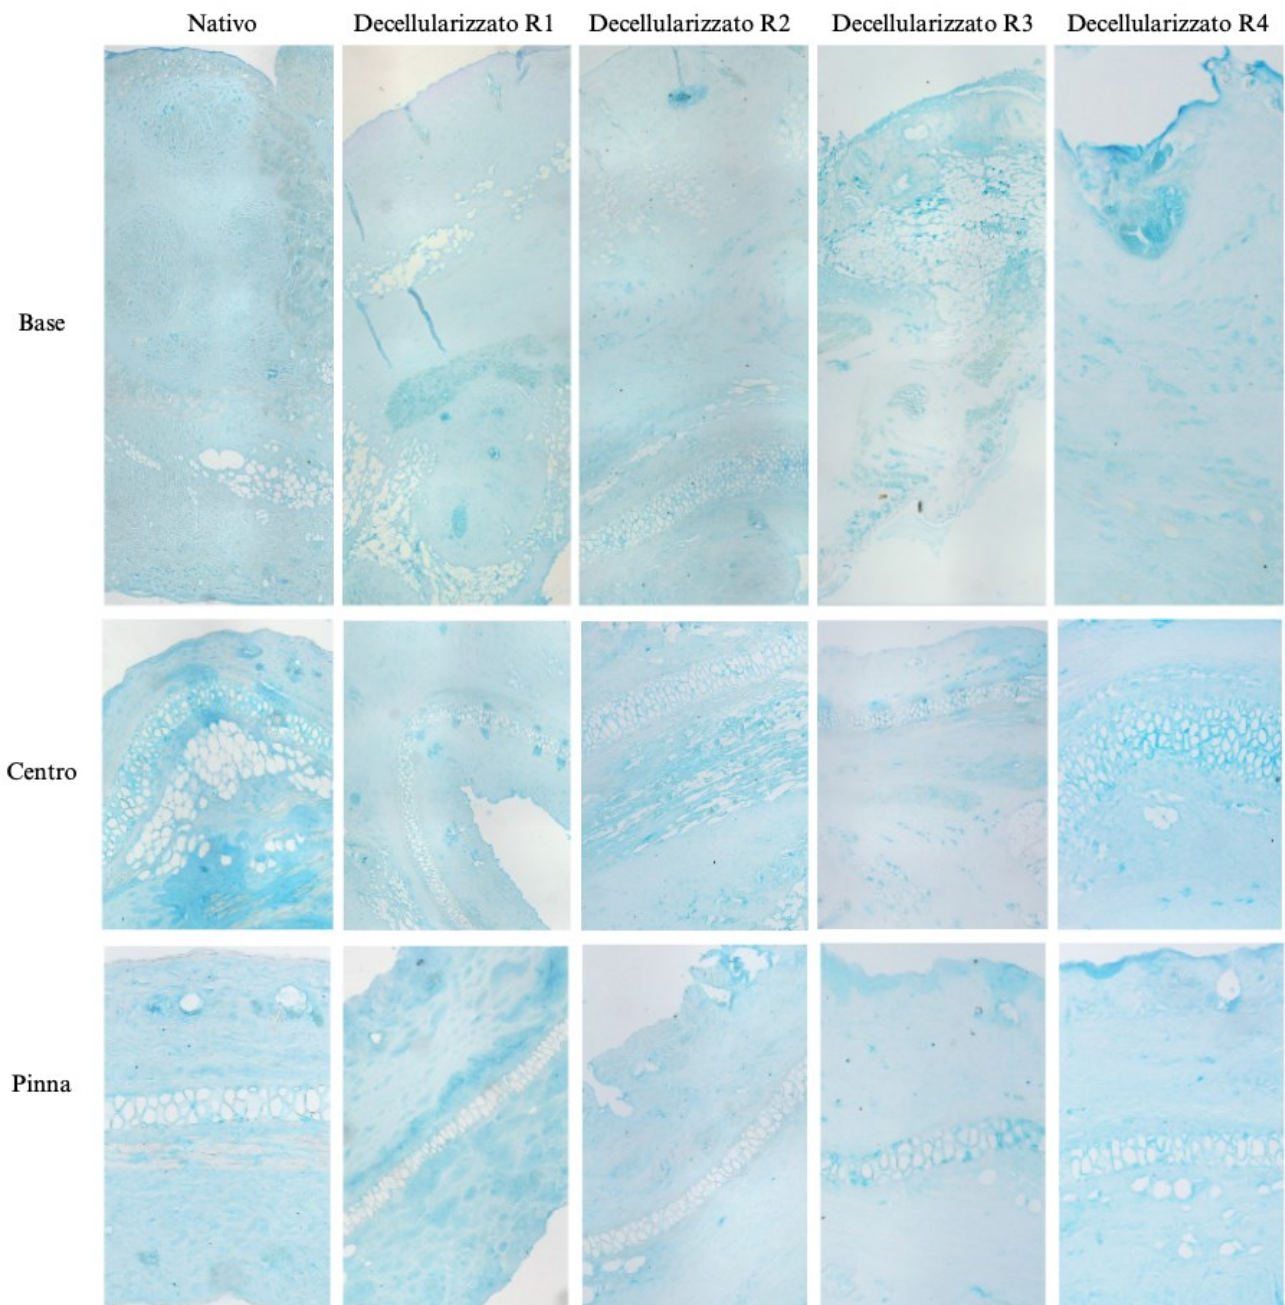 Nativo
Decellularizzato R1
Decellularizzato R2
Decellularizzato R3
Decellularizzato R4
Base
Centro
Pinna